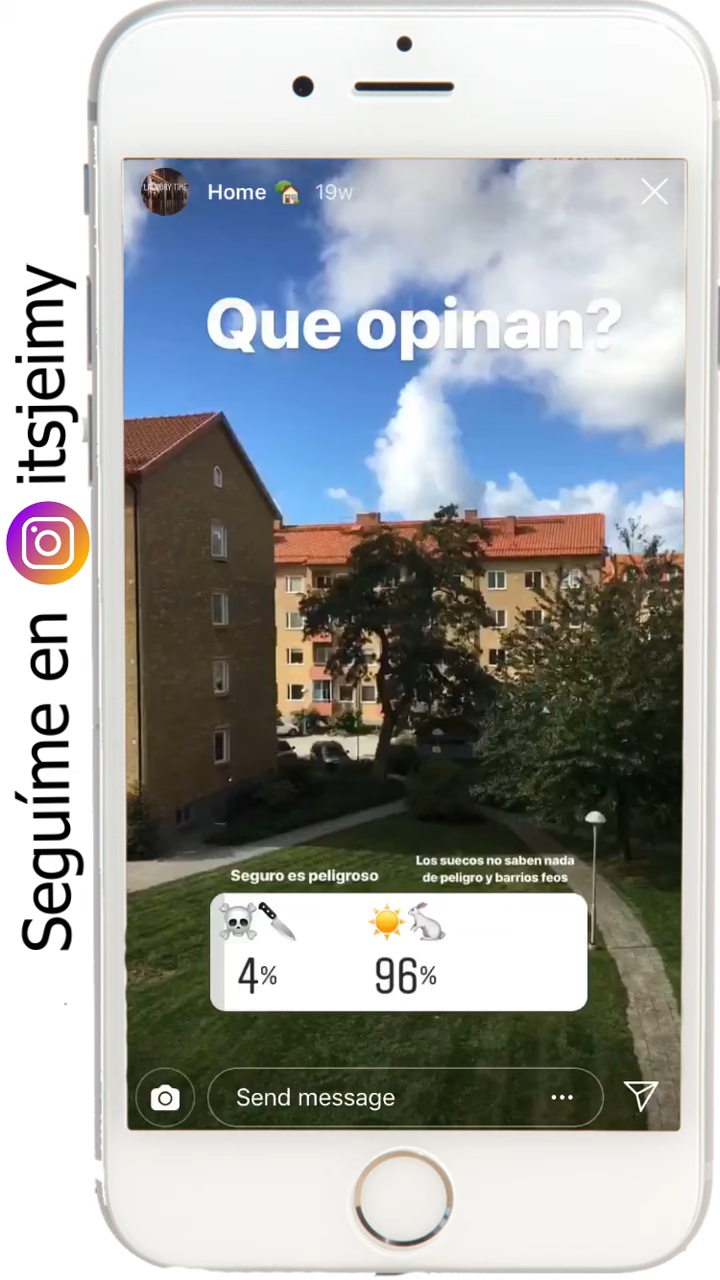 Seguíme en itsjeimy
Home 🏡 19w
Que opinan?
Seguro es peligroso
Los suecos no saben nada
de peligro y barrios feos
☠️🔪 ☀️🐇
4% 96%
Send message